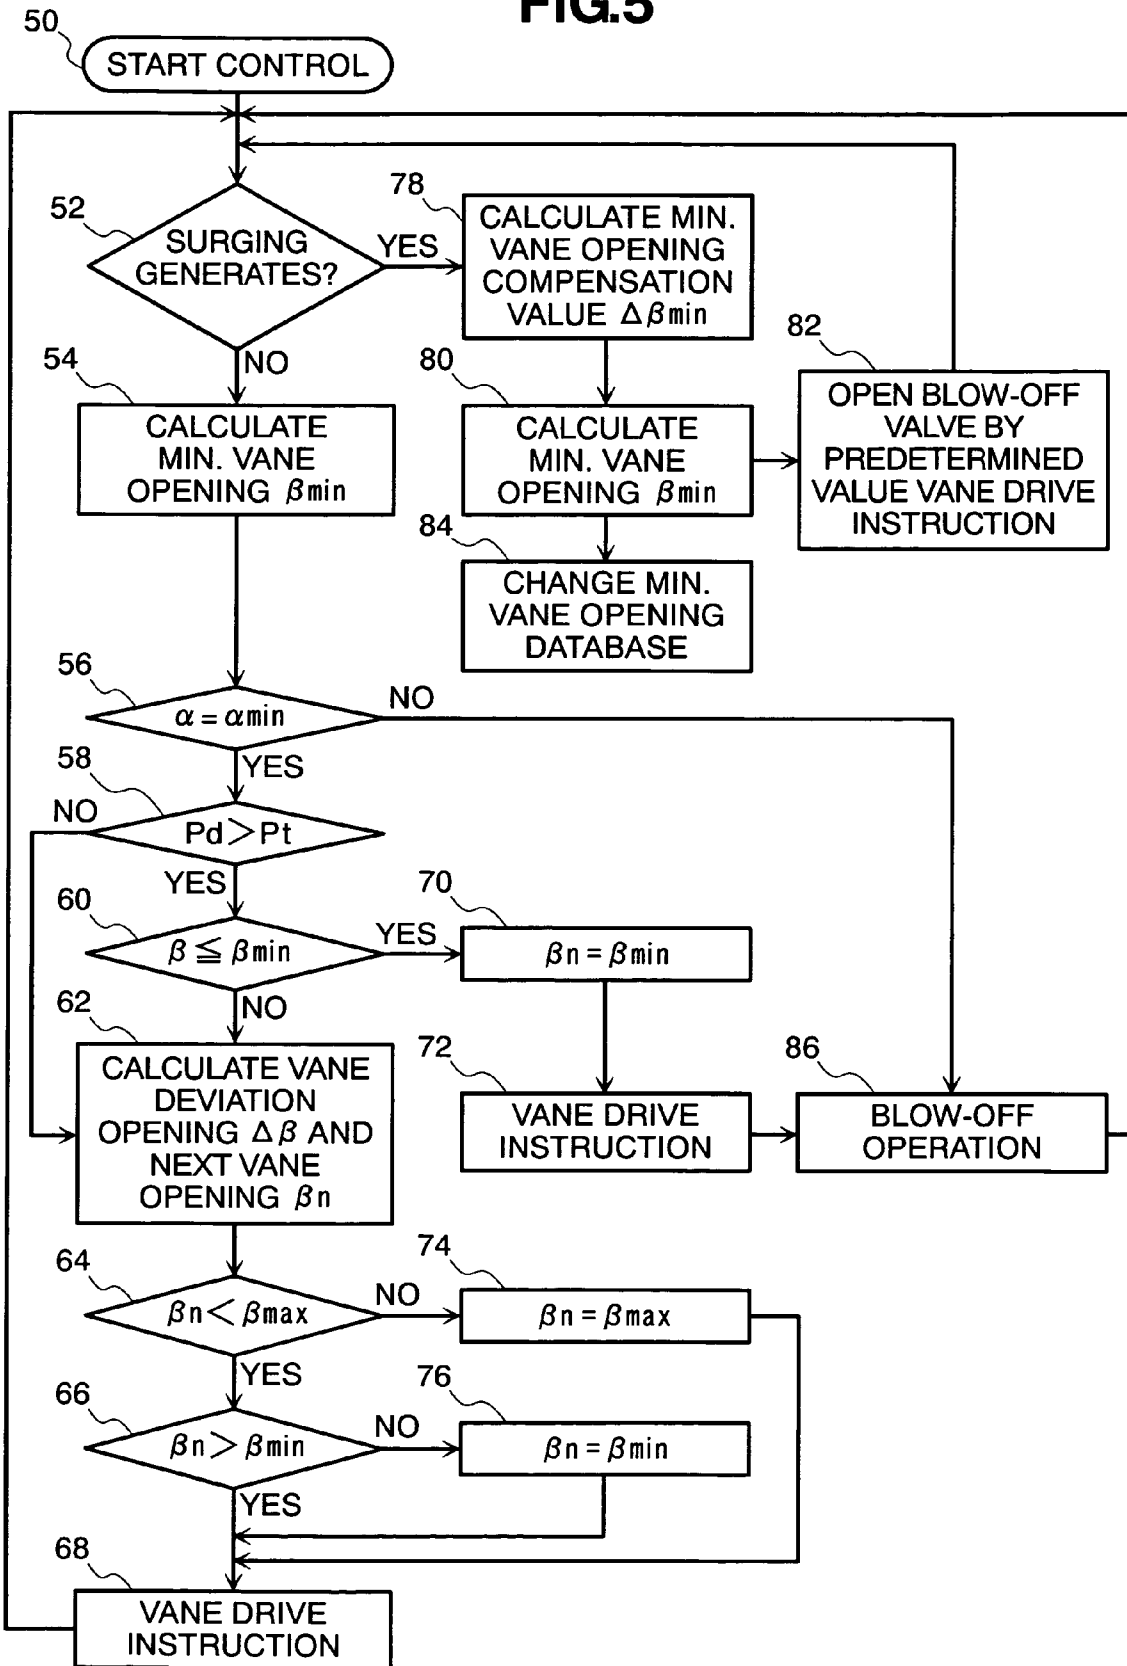 FIG.5
50
START CONTROL
52
SURGING
GENERATES?
YES
NO
78
CALCULATE MIN.
VANE OPENING
COMPENSATION
VALUE Δβmin
54
CALCULATE
MIN. VANE
OPENING βmin
80
CALCULATE
MIN. VANE
OPENING βmin
82
OPEN BLOW-OFF
VALVE BY
PREDETERMINED
VALUE VANE DRIVE
INSTRUCTION
84
CHANGE MIN.
VANE OPENING
DATABASE
56
α = αmin
NO
YES
58
Pd > Pt
NO
YES
60
β ≦ βmin
YES
NO
70
βn = βmin
62
CALCULATE VANE
DEVIATION
OPENING Δβ AND
NEXT VANE
OPENING βn
72
VANE DRIVE
INSTRUCTION
86
BLOW-OFF
OPERATION
64
βn < βmax
NO
YES
74
βn = βmax
66
βn > βmin
NO
YES
76
βn = βmin
68
VANE DRIVE
INSTRUCTION